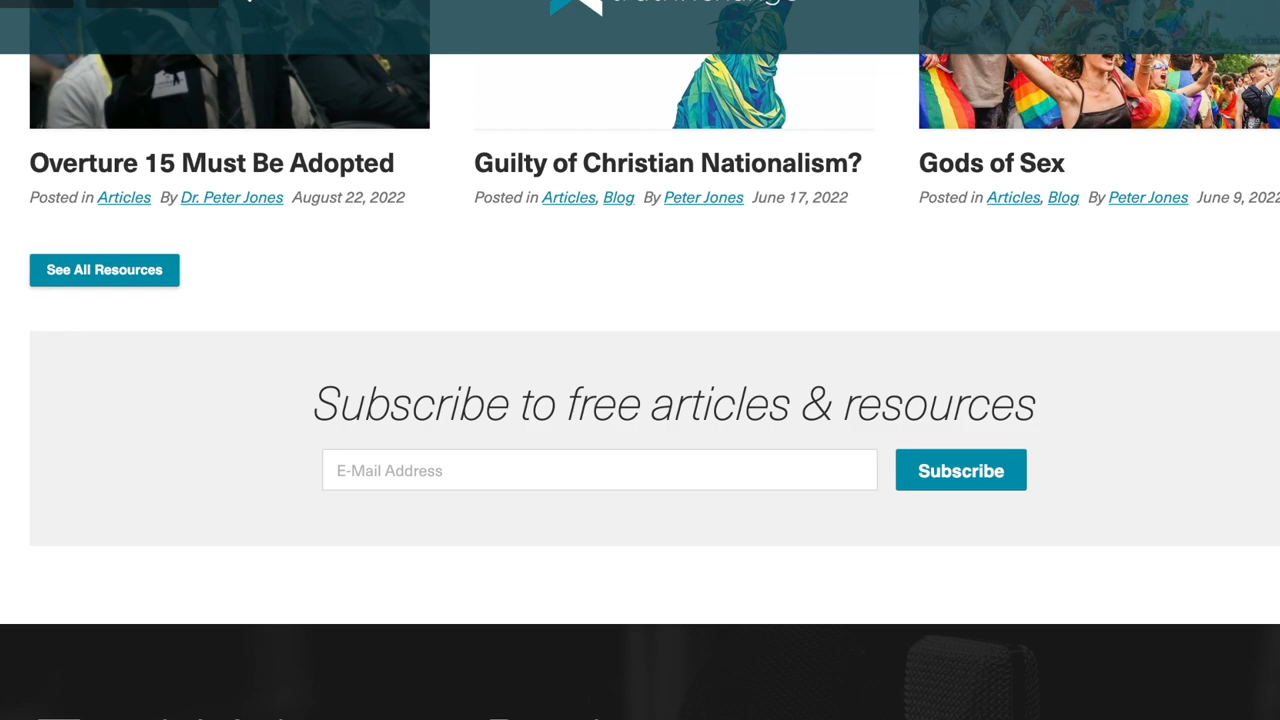 Overture 15 Must Be Adopted
Posted in Articles By Dr. Peter Jones August 22, 2022
Guilty of Christian Nationalism?
Posted in Articles, Blog By Peter Jones June 17, 2022
Gods of Sex
Posted in Articles, Blog By Peter Jones June 9, 2022
See All Resources
Subscribe to free articles & resources
E-Mail Address
Subscribe